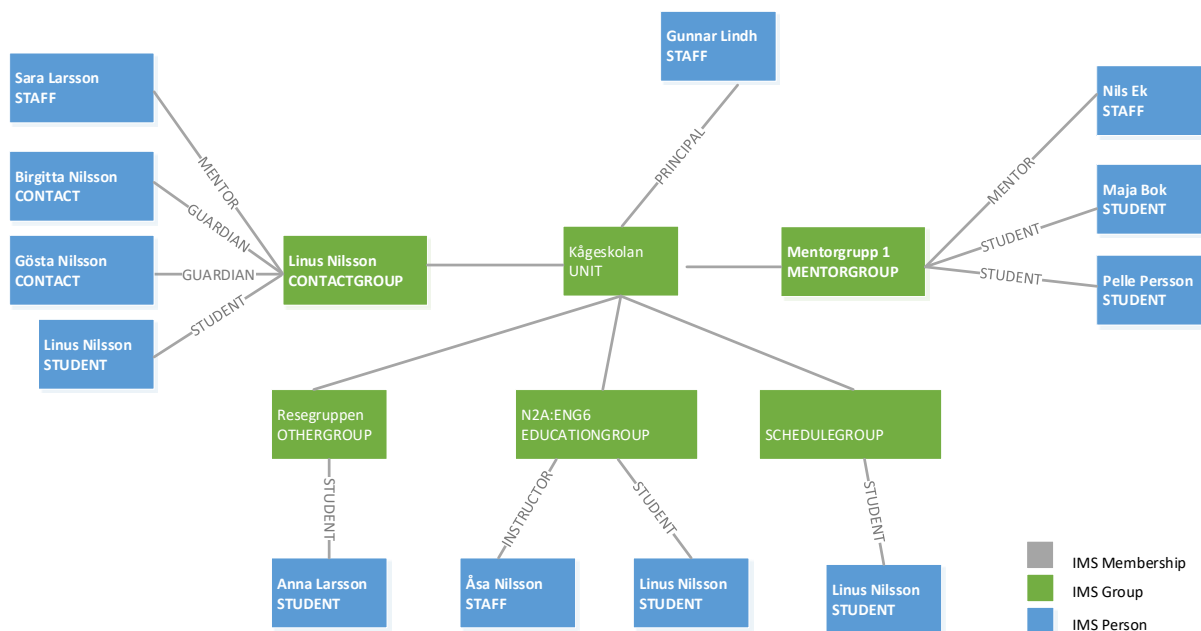 Gunnar Lindh
STAFF
Sara Larsson
STAFF
Nils Ek
STAFF
MENTOR
PRINCIPAL
MENTOR
Birgitta Nilsson
CONTACT
GUARDIAN
Maja Bok
STUDENT
STUDENT
Gösta Nilsson
CONTACT
GUARDIAN
Linus Nilsson
CONTACTGROUP
Kågeskolan
UNIT
Mentorgrupp 1
MENTORGROUP
STUDENT
Pelle Persson
STUDENT
STUDENT
Linus Nilsson
STUDENT
Resegruppen
OTHERGROUP
N2A:ENG6
EDUCATIONGROUP
SCHEDULEGROUP
STUDENT
INSTRUCTOR
STUDENT
STUDENT
Anna Larsson
STUDENT
Åsa Nilsson
STAFF
Linus Nilsson
STUDENT
Linus Nilsson
STUDENT
IMS Membership
IMS Group
IMS Person